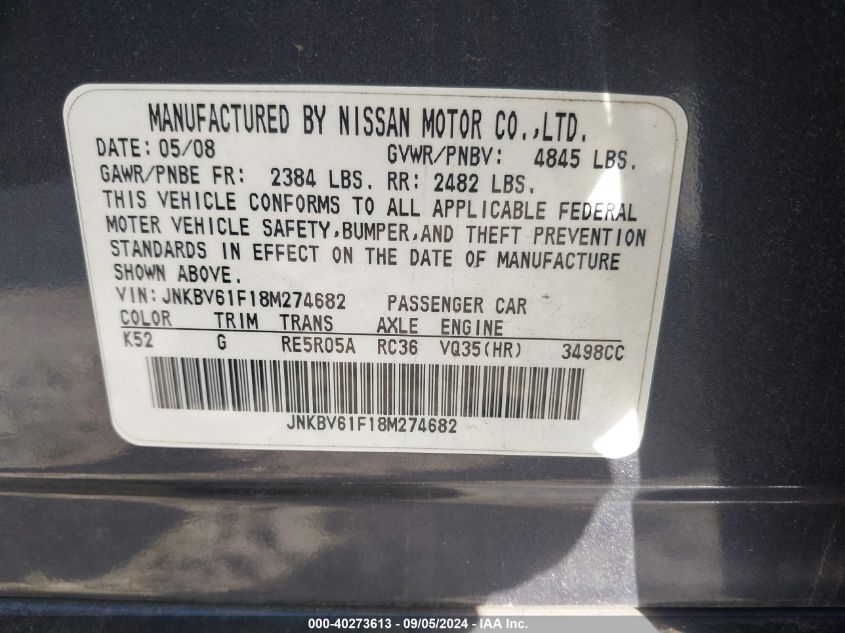 MANUFACTURED BY NISSAN MOTOR CO.,LTD.
DATE: 05/08 GVWR/PNBV: 4845 LBS.
GAWR/PNBE FR: 2384 LBS. RR: 2482 LBS.
THIS VEHICLE CONFORMS TO ALL APPLICABLE FEDERAL
MOTER VEHICLE SAFETY,BUMPER,AND THEFT PREVENTION
STANDARDS IN EFFECT ON THE DATE OF MANUFACTURE
SHOWN ABOVE.
VIN: JNKBV61F18M274682 PASSENGER CAR
COLOR TRIM TRANS AXLE ENGINE
K52 G RE5R05A RC36 VQ35(HR) 3498CC
JNKBV61F18M274682
000-40273613 - 09/05/2024 - IAA Inc.